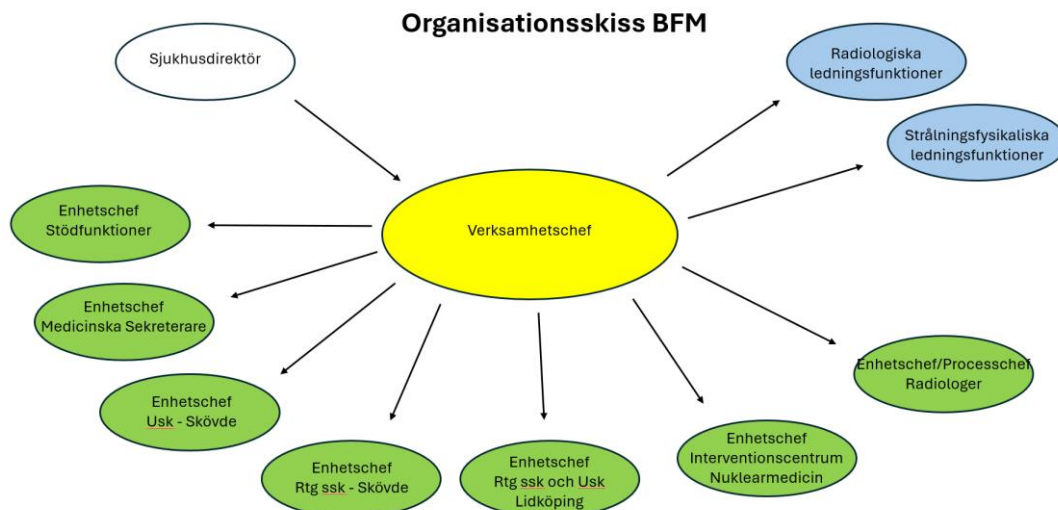 Organisationsskiss BFM
Sjukhusdirektör
Radiologiska
ledningsfunktioner
Strålningsfysikaliska
ledningsfunktioner
Verksamhetschef
Enhetschef
Stödfunktioner
Enhetschef
Medicinska Sekreterare
Enhetschef
Usk - Skövde
Enhetschef
Rtg ssk - Skövde
Enhetschef
Rtg ssk och Usk
Lidköping
Enhetschef
Interventionscentrum
Nuklearmedicin
Enhetschef/Processchef
Radiologer